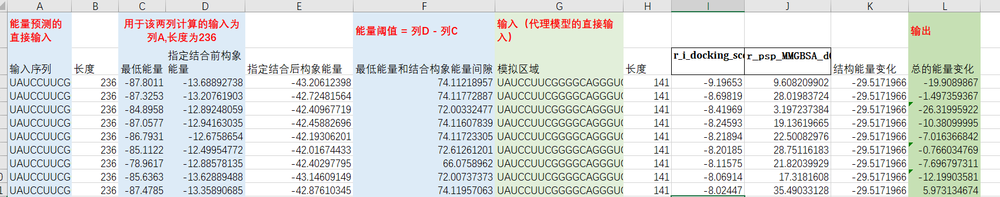 A B C D E F G H I J K L
能量预测的
直接输入
用于该两列计算的输入为
列A,长度为236
能量阈值 = 列D - 列C
输入（代理模型的直接输
入）
输出
输入序列 长度 最低能量 指定结合前构象
能量 指定结合后构象能量 最低能量和结合构象能量间隙 模拟区域 长度 r_i_docking_sco r_psp_MMGBSA_dG 结构能量变化 总的能量变化
UAUCCUUCG 236 -87.8011 -13.68892738 -43.20612398 74.11218957 UAUCCUUCGGGGCAGGGUG 141 -9.19653 9.608209902 -29.5171966 -19.9089867
UAUCCUUCG 236 -87.3253 -13.20761903 -42.72481564 74.11772887 UAUCCUUCGGGGCAGGGUG 141 -8.69819 28.01983724 -29.5171966 -1.497359367
UAUCCUUCG 236 -84.8958 -12.89248059 -42.40967719 72.00332477 UAUCCUUCGGGGCAGGGUG 141 -8.41969 3.197237384 -29.5171966 -26.31995922
UAUCCUUCG 236 -87.0577 -12.94163035 -42.45882696 74.11607839 UAUCCUUCGGGGCAGGGUG 141 -8.24593 19.13619665 -29.5171966 -10.38099995
UAUCCUUCG 236 -86.7931 -12.6758654 -42.19306201 74.11723305 UAUCCUUCGGGGCAGGGUG 141 -8.21894 22.50082976 -29.5171966 -7.016366842
UAUCCUUCG 236 -85.1122 -12.49954772 -42.01674433 72.61261201 UAUCCUUCGGGGCAGGGUG 141 -8.20185 28.75116183 -29.5171966 -0.766034769
UAUCCUUCG 236 -78.9617 -12.88578135 -42.40297795 66.0758962 UAUCCUUCGGGGCAGGGUG 141 -8.11575 21.82039929 -29.5171966 -7.696797311
0 UAUCCUUCG 236 -85.6363 -13.62889488 -43.14609149 72.00737373 UAUCCUUCGGGGCAGGGUG 141 -8.06914 17.3181608 -29.5171966 -12.19903581
1 UAUCCUUCG 236 -87.4785 -13.35890685 -42.87610345 74.11957063 UAUCCUUCGGGGCAGGGUG 141 -8.02447 35.49033128 -29.5171966 5.973134674